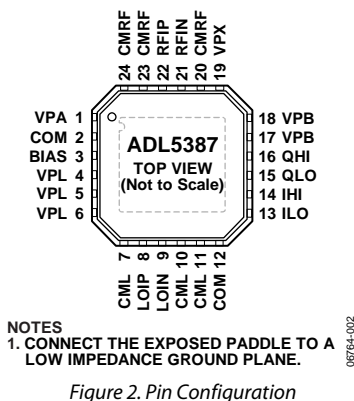 24 CMRF
23 CMRF
22 RFIP
21 RFIN
20 CMRF
19 VPX
VPA 1
COM 2
BIAS 3
VPL 4
VPL 5
VPL 6
ADL5387
TOP VIEW
(Not to Scale)
18 VPB
17 VPB
16 QHI
15 QLO
14 IHI
13 ILO
CML 7
LOIP 8
LOIN 9
CML 10
CML 11
COM 12
NOTES
1. CONNECT THE EXPOSED PADDLE TO A
LOW IMPEDANCE GROUND PLANE.
06764-002
Figure 2. Pin Configuration